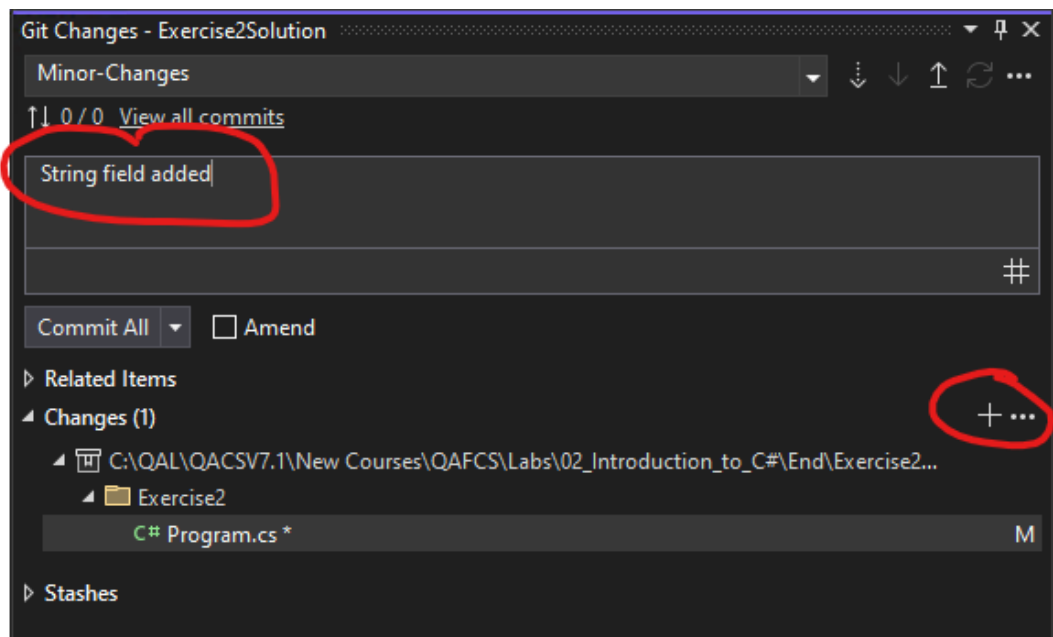 Git Changes - Exercise2Solution
Minor-Changes
0 / 0 View all commits
String field added
Commit All Amend
Related Items
Changes (1)
C:\QAL\QACSV7.1\New Courses\QAFCS\Labs\02_Introduction_to_C#\End\Exercise2...
Exercise2
C# Program.cs * M
Stashes